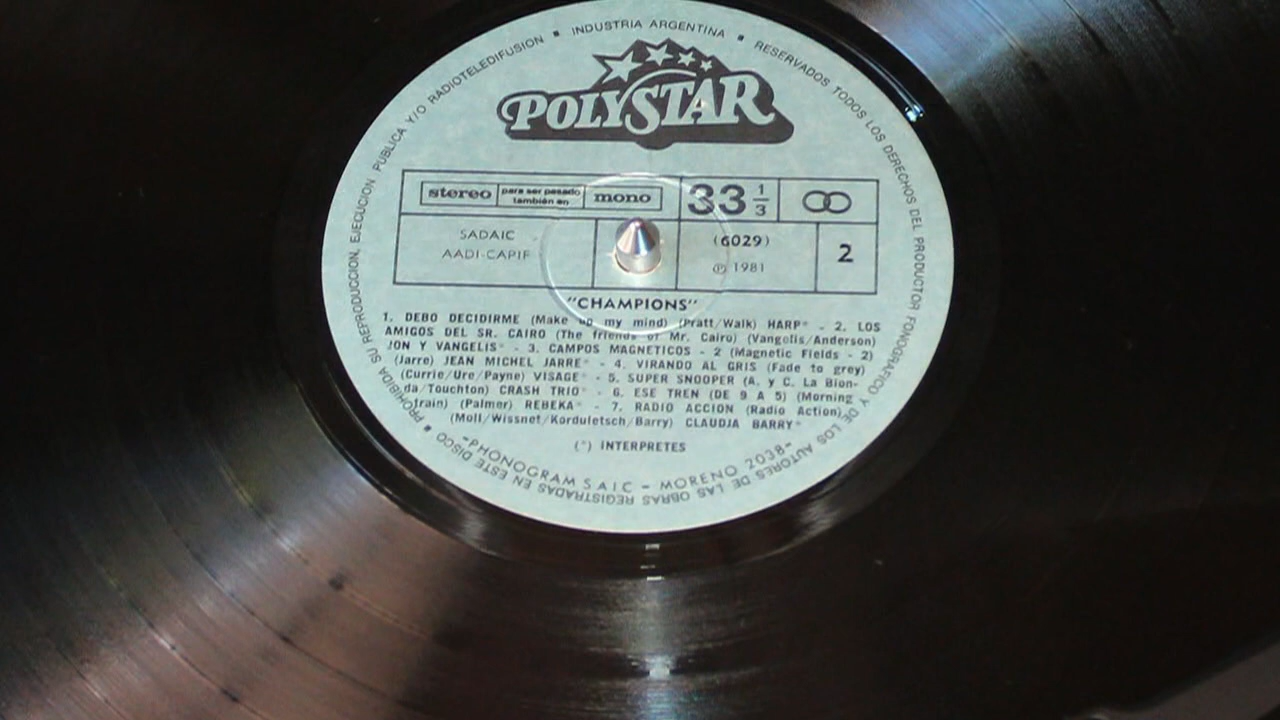 PROHIBIDA SU REPRODUCCION, EJECUCION PUBLICA Y/O RADIOTELEDIFUSION ▪ INDUSTRIA ARGENTINA ▪ RESERVADOS TODOS LOS DERECHOS DEL PRODUCTOR FONOGRAFICO Y DE LOS AUTORES DE LAS OBRAS REGISTRADAS EN ESTE DISCO ▪
POLYSTAR
stereo para ser pasado también en mono 33 1/3
SADAIC
AADI-CAPIF
(6029)
℗ 1981
2
"CHAMPIONS"
1. DEBO DECIDIRME (Make up my mind) (Pratt/Walk) HARP* - 2. LOS
AMIGOS DEL SR. CAIRO (The friends of Mr. Cairo) (Vangelis/Anderson)
JON Y VANGELIS* - 3. CAMPOS MAGNETICOS - 2 (Magnetic Fields - 2)
(Jarre) JEAN MICHEL JARRE* - 4. VIRANDO AL GRIS (Fade to grey)
(Currie/Ure/Payne) VISAGE* - 5. SUPER SNOOPER (A. y C. La Bion-
da/Touchton) CRASH TRIO* - 6. ESE TREN (DE 9 A 5) (Morning
train) (Palmer) REBEKA* - 7. RADIO ACCION (Radio Action)
(Moll/Wissnet/Korduletsch/Barry) CLAUDJA BARRY*
(*) INTERPRETES
-PHONOGRAM S A I C - MORENO 2038-